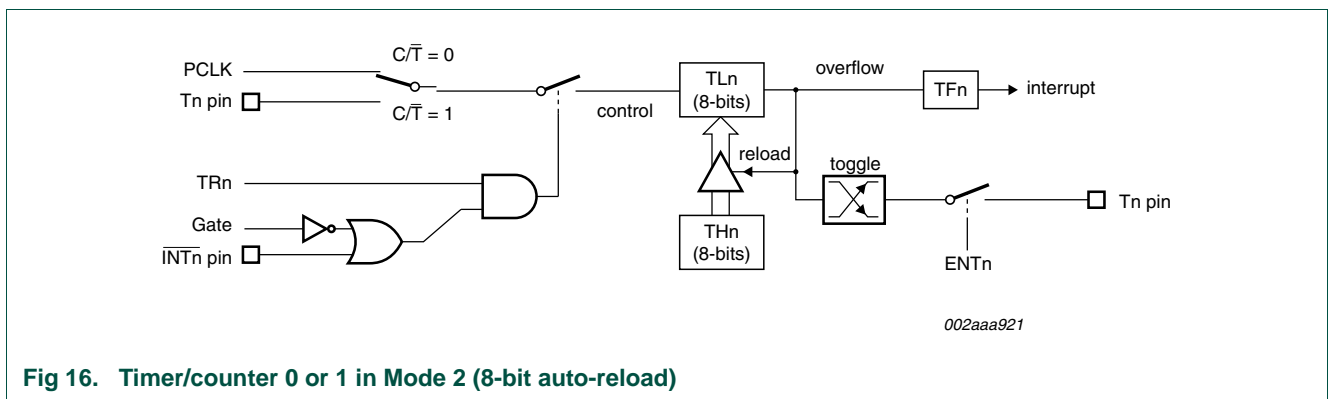 C/T̅ = 0
PCLK
Tn pin
C/T̅ = 1
control
TLn
(8-bits)
overflow
TFn
interrupt
reload
toggle
TRn
Gate
I̅N̅T̅n̅ pin
THn
(8-bits)
Tn pin
ENTn
002aaa921
Fig 16. Timer/counter 0 or 1 in Mode 2 (8-bit auto-reload)